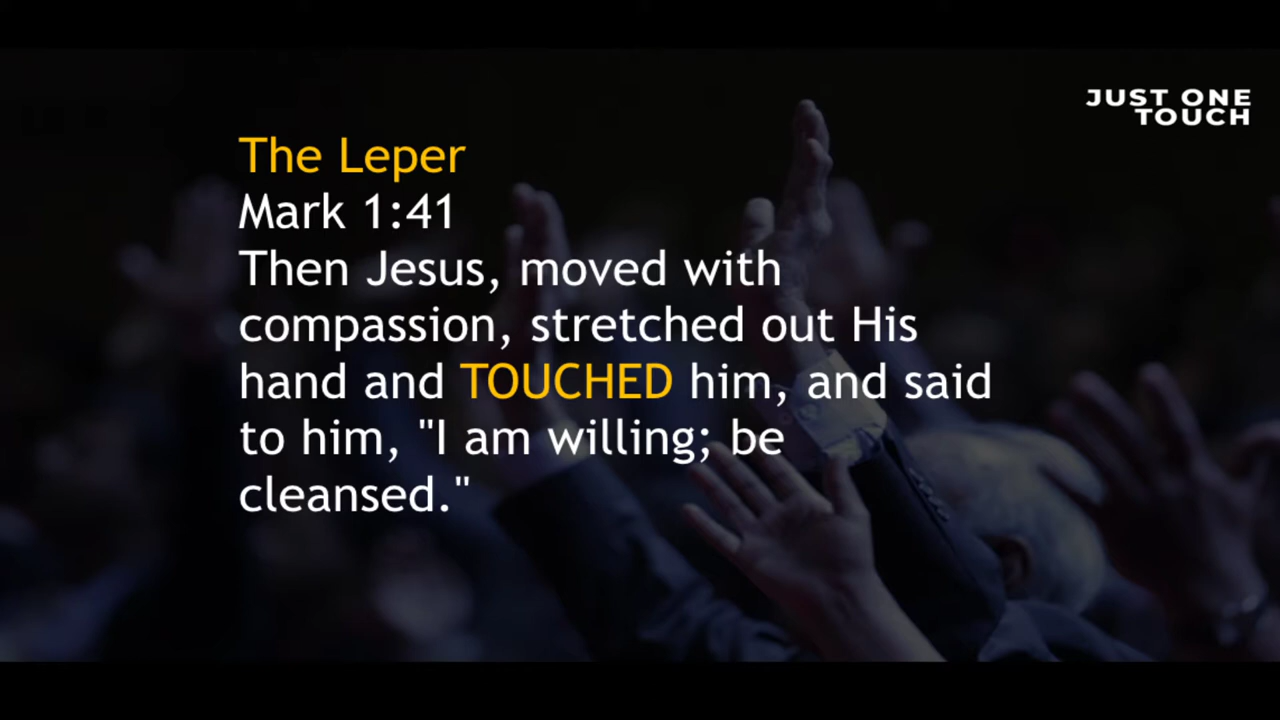 JUST ONE
TOUCH
The Leper
Mark 1:41
Then Jesus, moved with
compassion, stretched out His
hand and TOUCHED him, and said
to him, "I am willing; be
cleansed."